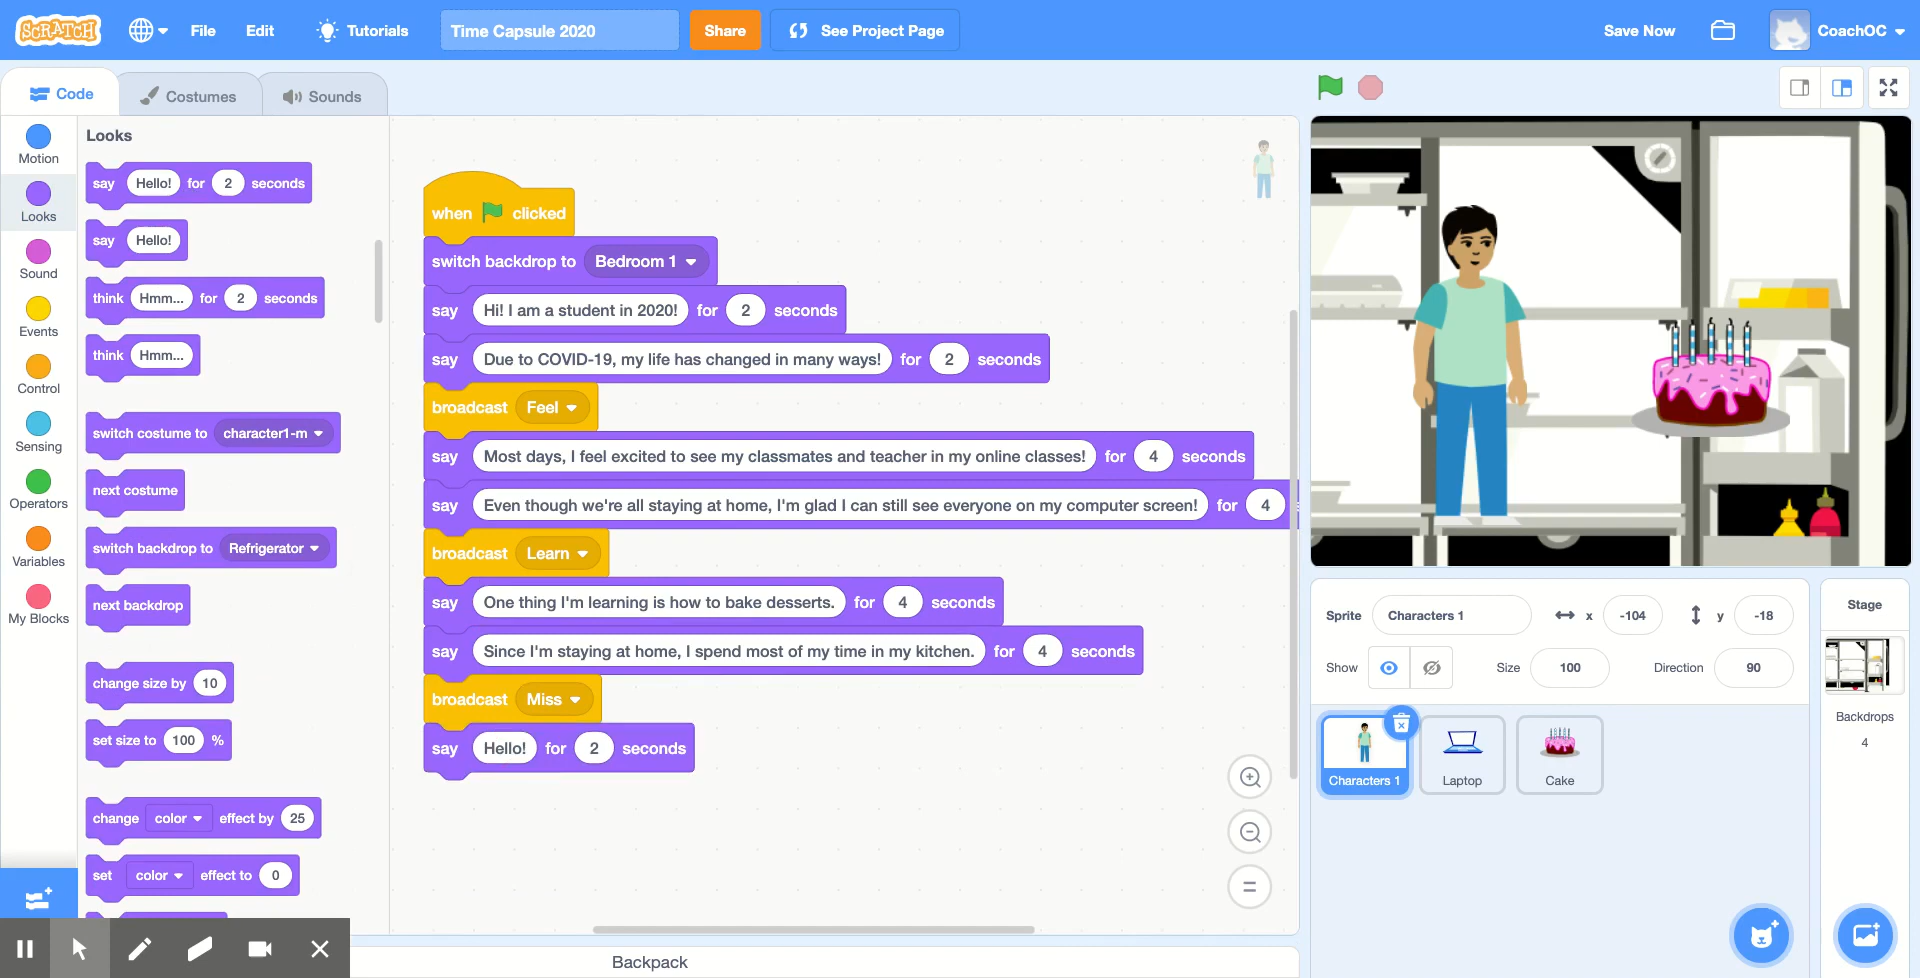 SCRATCH
File
Edit
Tutorials
Time Capsule 2020
Share
See Project Page
Save Now
CoachOC
Code
Costumes
Sounds
Motion
Looks
Sound
Events
Control
Sensing
Operators
Variables
My Blocks
Looks
say Hello! for 2 seconds
say Hello!
think Hmm... for 2 seconds
think Hmm...
switch costume to character1-m
next costume
switch backdrop to Refrigerator
next backdrop
change size by 10
set size to 100 %
change color effect by 25
set color effect to 0
when clicked
switch backdrop to Bedroom 1
say Hi! I am a student in 2020! for 2 seconds
say Due to COVID-19, my life has changed in many ways! for 2 seconds
broadcast Feel
say Most days, I feel excited to see my classmates and teacher in my online classes! for 4 seconds
say Even though we're all staying at home, I'm glad I can still see everyone on my computer screen! for 4
broadcast Learn
say One thing I'm learning is how to bake desserts. for 4 seconds
say Since I'm staying at home, I spend most of my time in my kitchen. for 4 seconds
broadcast Miss
say Hello! for 2 seconds
Backpack
Sprite Characters 1 x -104 y -18
Show Size 100 Direction 90
Characters 1
Laptop
Cake
Stage
Backdrops
4